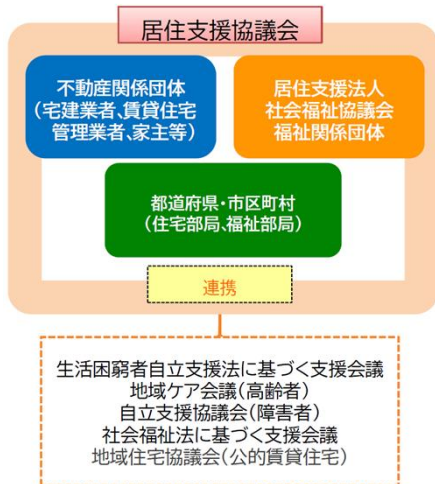 居住支援協議会
不動産関係団体
（宅建業者、賃貸住宅
管理業者、家主等）
居住支援法人
社会福祉協議会
福祉関係団体
都道府県・市区町村
（住宅部局、福祉部局）
連携
生活困窮者自立支援法に基づく支援会議
地域ケア会議（高齢者）
自立支援協議会（障害者）
社会福祉法に基づく支援会議
地域住宅協議会（公的賃貸住宅）